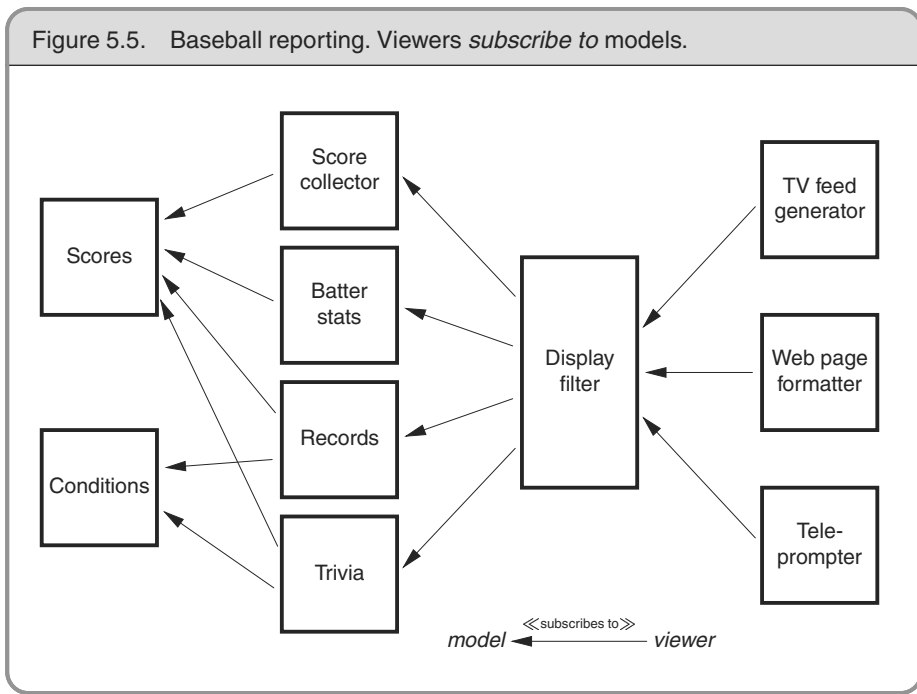 Figure 5.5. Baseball reporting. Viewers subscribe to models.
Score
collector
TV feed
generator
Scores
Batter
stats
Display
filter
Web page
formatter
Records
Conditions
Tele-
prompter
Trivia
≪subscribes to≫
model
viewer